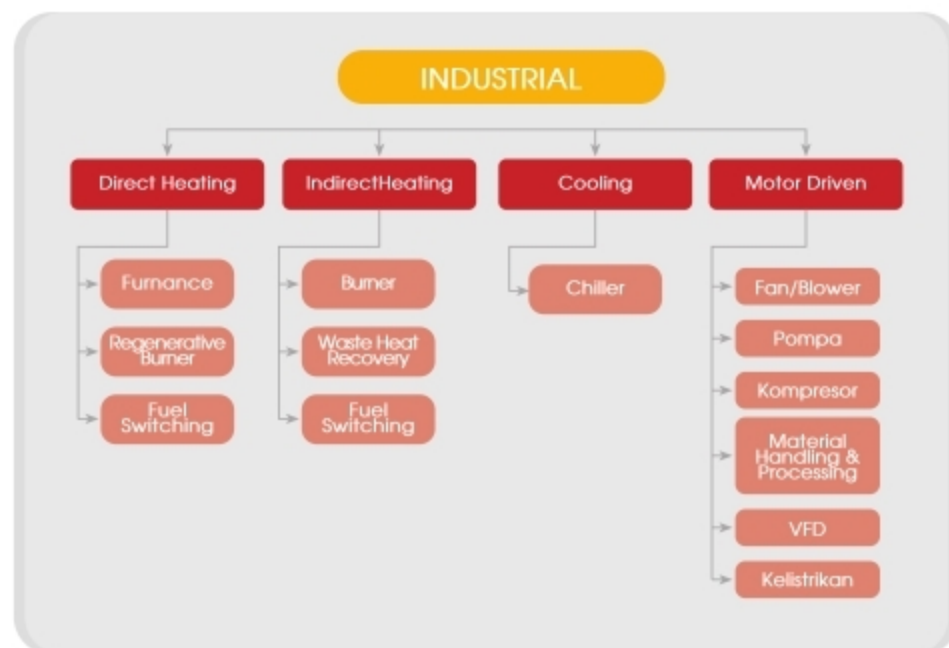 INDUSTRIAL
Direct Heating
IndirectHeating
Cooling
Motor Driven
Furnance
Regenerative
Burner
Fuel
Switching
Burner
Waste Heat
Recovery
Fuel
Switching
Chiller
Fan/Blower
Pompa
Kompresor
Material
Handling &
Processing
VFD
Kelistrikan